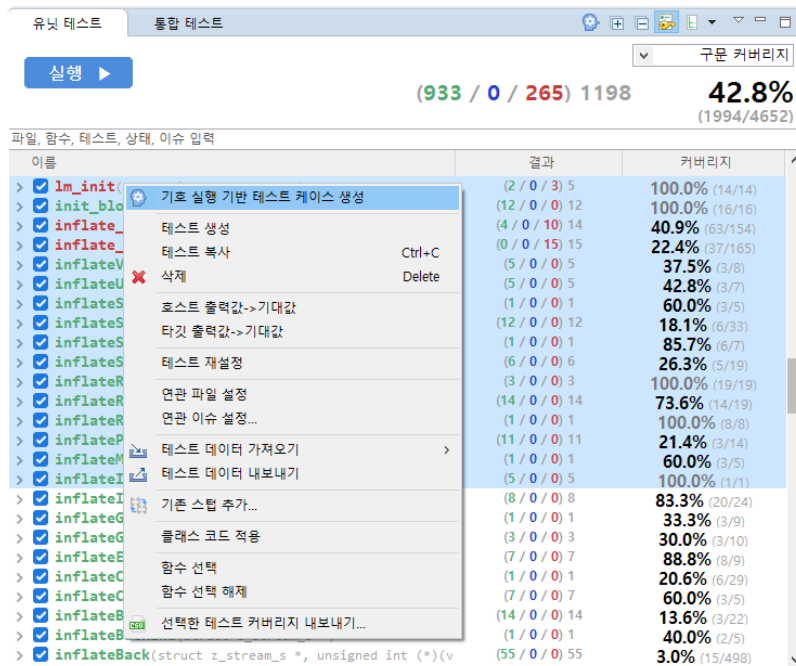 유닛 테스트 통합 테스트
구문 커버리지
실행
(933 / 0 / 265) 1198 42.8%
(1994/4652)
파일, 함수, 테스트, 상태, 이슈 입력
이름 결과 커버리지
lm_init( (2 / 0 / 3) 5 100.0% (14/14)
init_blo (12 / 0 / 0) 12 100.0% (16/16)
inflate_ (4 / 0 / 10) 14 40.9% (63/154)
inflate_ (0 / 0 / 15) 15 22.4% (37/165)
inflateV (5 / 0 / 0) 5 37.5% (3/8)
inflateU (5 / 0 / 0) 5 42.8% (3/7)
inflateS (1 / 0 / 0) 1 60.0% (3/5)
inflateS (12 / 0 / 0) 12 18.1% (6/33)
inflateS (1 / 0 / 0) 1 85.7% (6/7)
inflateS (6 / 0 / 0) 6 26.3% (5/19)
inflateR (3 / 0 / 0) 3 100.0% (19/19)
inflateR (14 / 0 / 0) 14 73.6% (14/19)
inflateR (1 / 0 / 0) 1 100.0% (8/8)
inflateP (11 / 0 / 0) 11 21.4% (3/14)
inflateM (1 / 0 / 0) 1 60.0% (3/5)
inflateI (5 / 0 / 0) 5 100.0% (1/1)
inflateI (8 / 0 / 0) 8 83.3% (20/24)
inflateG (1 / 0 / 0) 1 33.3% (3/9)
inflateG (3 / 0 / 0) 3 30.0% (3/10)
inflateE (7 / 0 / 0) 7 88.8% (8/9)
inflateC (1 / 0 / 0) 1 20.6% (6/29)
inflateC (7 / 0 / 0) 7 60.0% (3/5)
inflateB (14 / 0 / 0) 14 13.6% (3/22)
inflateB (1 / 0 / 0) 1 40.0% (2/5)
inflateBack(struct z_stream_s *, unsigned int (*)(v (55 / 0 / 0) 55 3.0% (15/498)
기호 실행 기반 테스트 케이스 생성
테스트 생성
테스트 복사 Ctrl+C
삭제 Delete
호스트 출력값->기대값
타깃 출력값->기대값
테스트 재설정
연관 파일 설정
연관 이슈 설정...
테스트 데이터 가져오기
테스트 데이터 내보내기
기존 스텁 추가...
클래스 코드 적용
함수 선택
함수 선택 해제
CSV 선택한 테스트 커버리지 내보내기...